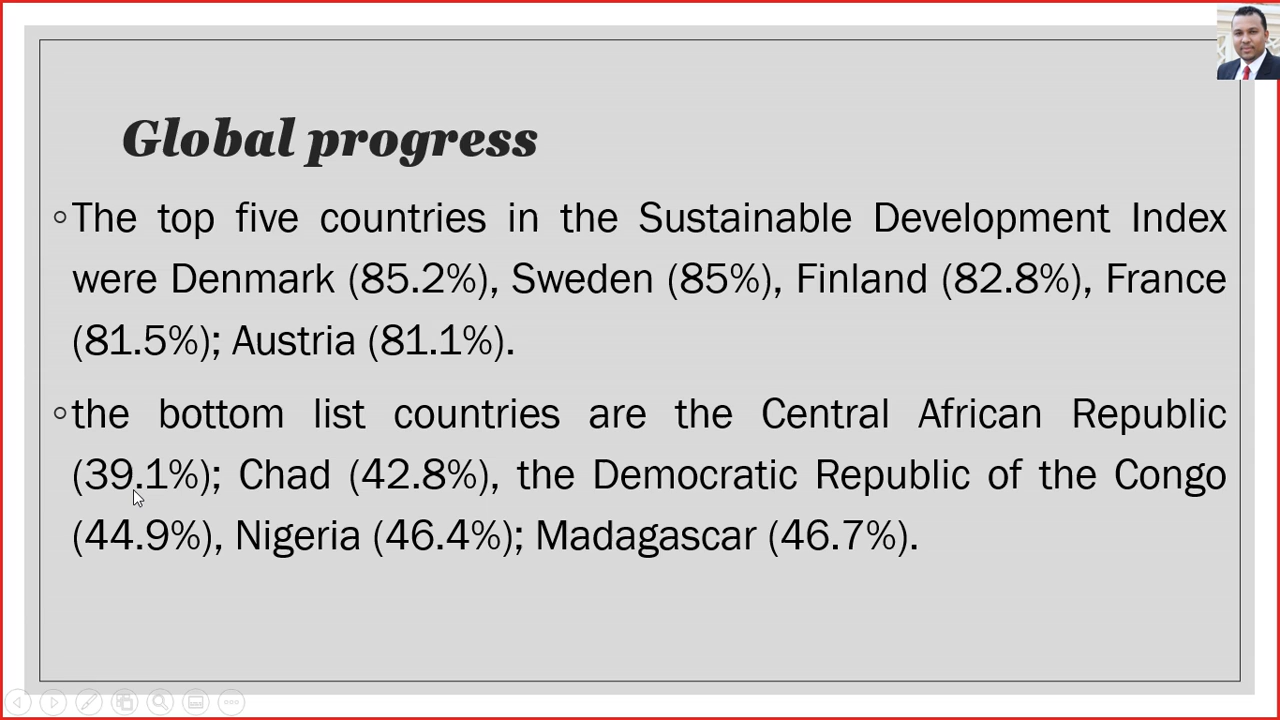 Global progress
The top five countries in the Sustainable Development Index
were Denmark (85.2%), Sweden (85%), Finland (82.8%), France
(81.5%); Austria (81.1%).
the bottom list countries are the Central African Republic
(39.1%); Chad (42.8%), the Democratic Republic of the Congo
(44.9%), Nigeria (46.4%); Madagascar (46.7%).